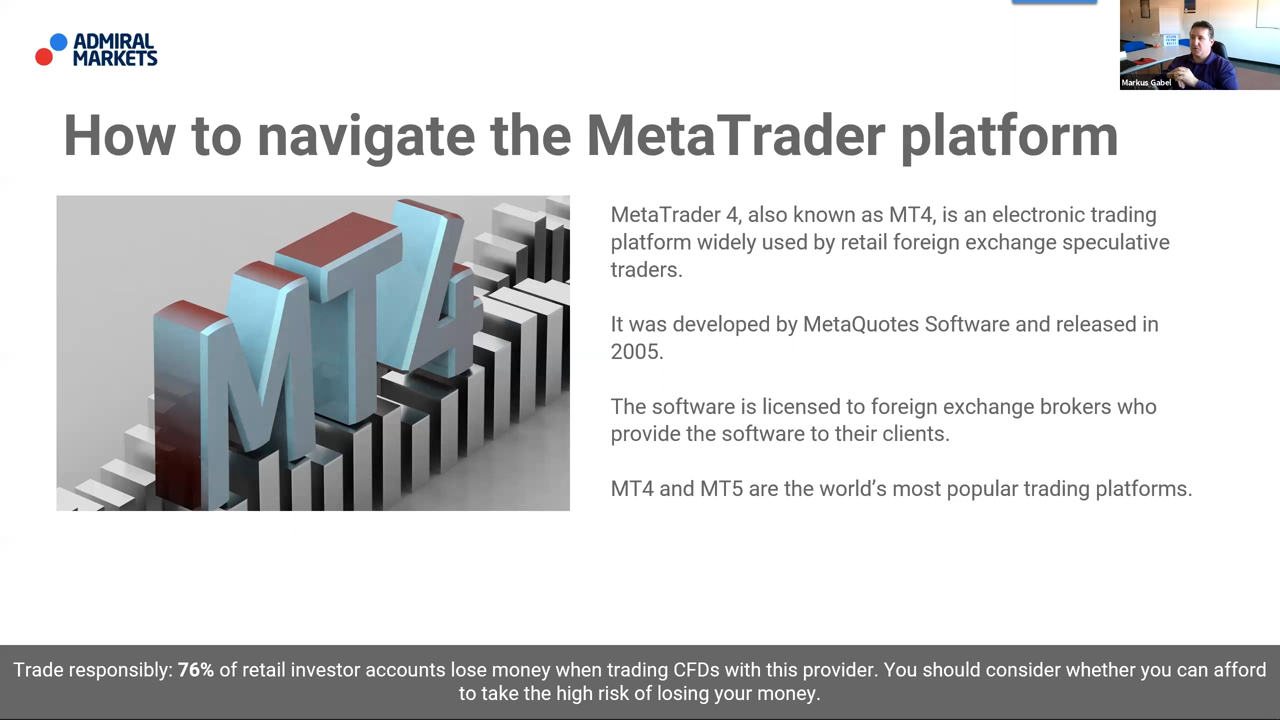 ADMIRAL
MARKETS
Markus Gabel
How to navigate the MetaTrader platform
MT4
MetaTrader 4, also known as MT4, is an electronic trading
platform widely used by retail foreign exchange speculative
traders.
It was developed by MetaQuotes Software and released in
2005.
The software is licensed to foreign exchange brokers who
provide the software to their clients.
MT4 and MT5 are the world’s most popular trading platforms.
Trade responsibly: 76% of retail investor accounts lose money when trading CFDs with this provider. You should consider whether you can afford
to take the high risk of losing your money.